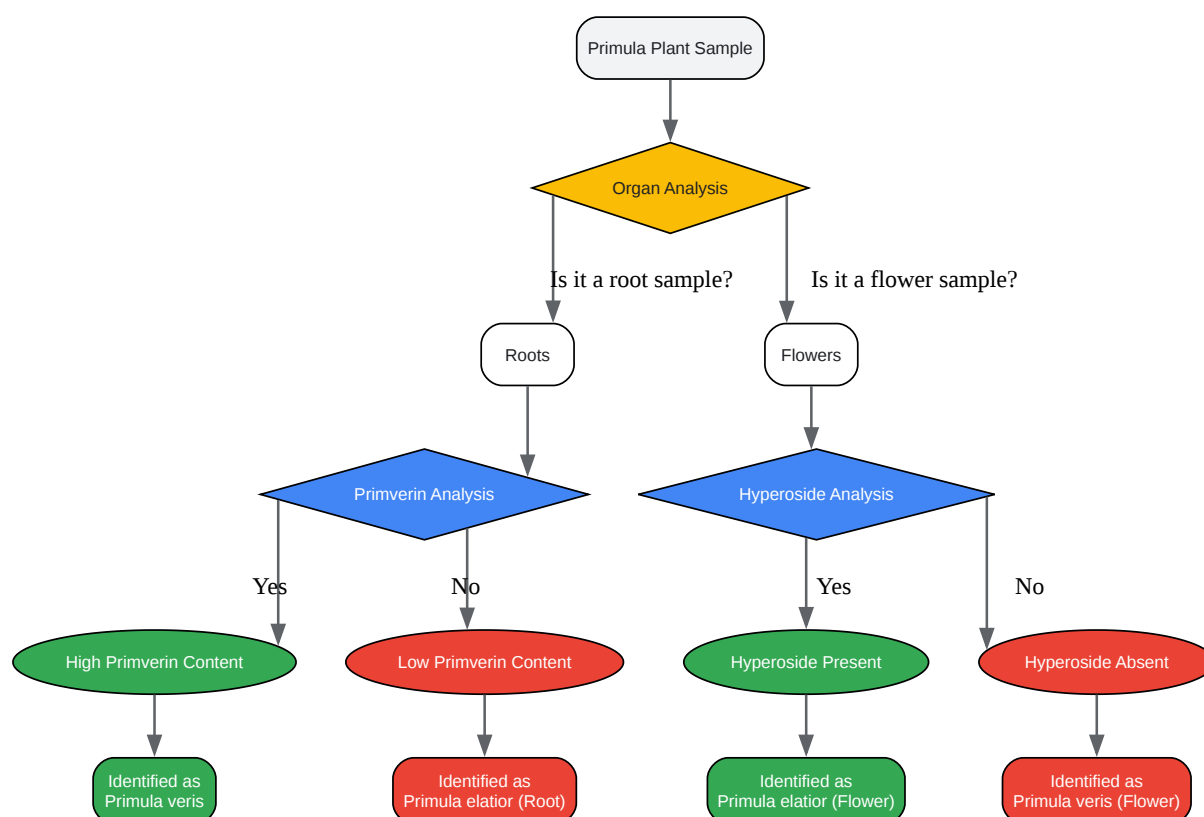 Primula Plant Sample
Organ Analysis
Is it a root sample?
Is it a flower sample?
Roots
Flowers
Primverin Analysis
Hyperoside Analysis
Yes
No
Yes
No
High Primverin Content
Low Primverin Content
Hyperoside Present
Hyperoside Absent
Identified as
Primula veris
Identified as
Primula elatior (Root)
Identified as
Primula elatior (Flower)
Identified as
Primula veris (Flower)